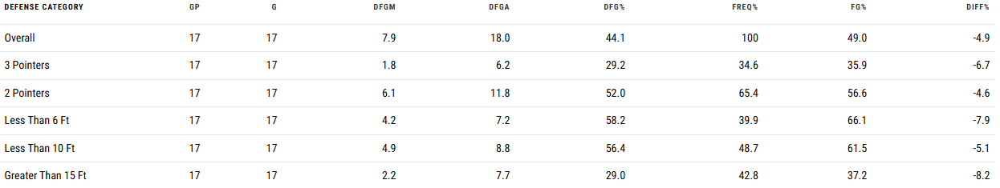 DEFENSE CATEGORY GP G DFGM DFGA DFG% FREQ% FG% DIFF%
Overall 17 17 7.9 18.0 44.1 100 49.0 -4.9
3 Pointers 17 17 1.8 6.2 29.2 34.6 35.9 -6.7
2 Pointers 17 17 6.1 11.8 52.0 65.4 56.6 -4.6
Less Than 6 Ft 17 17 4.2 7.2 58.2 39.9 66.1 -7.9
Less Than 10 Ft 17 17 4.9 8.8 56.4 48.7 61.5 -5.1
Greater Than 15 Ft 17 17 2.2 7.7 29.0 42.8 37.2 -8.2